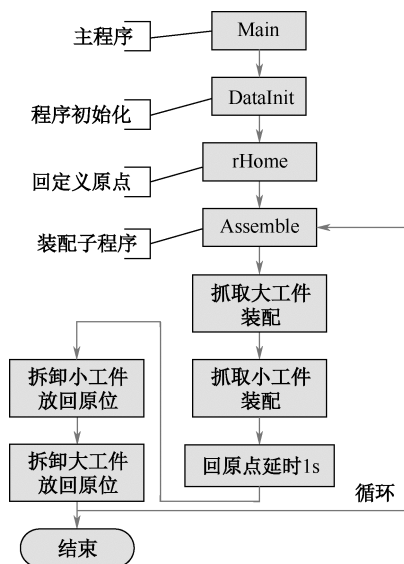 主程序
Main
程序初始化
DataInit
回定义原点
rHome
装配子程序
Assemble
抓取大工件
装配
抓取小工件
装配
回原点延时1s
拆卸小工件
放回原位
拆卸大工件
放回原位
循环
结束